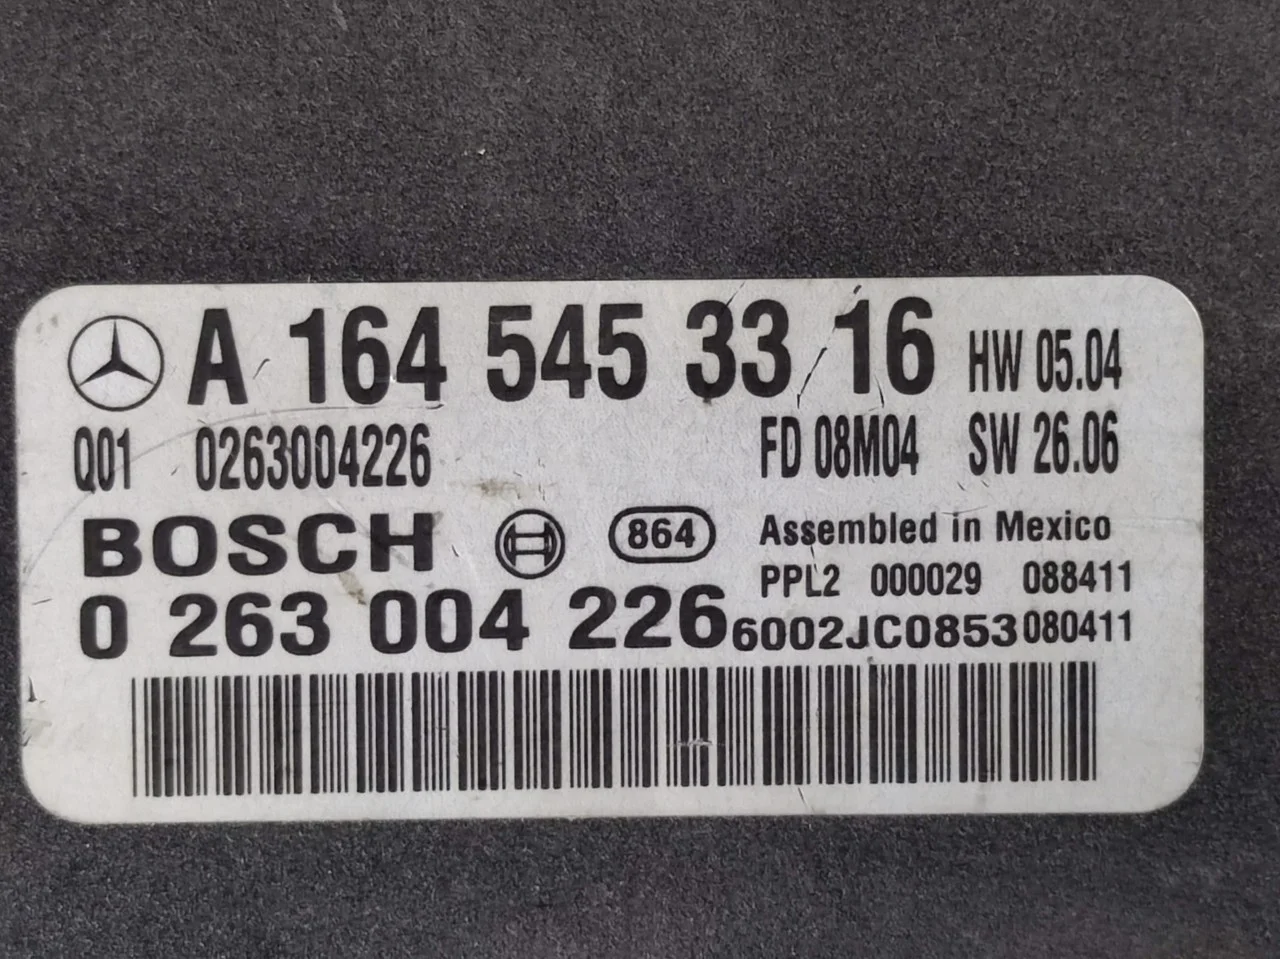 A 164 545 33 16 HW 05.04
Q01 0263004226 FD 08M04 SW 26.06
BOSCH 864 Assembled in Mexico
PPL2 000029 088411
0 263 004 226 6002JC0853 080411